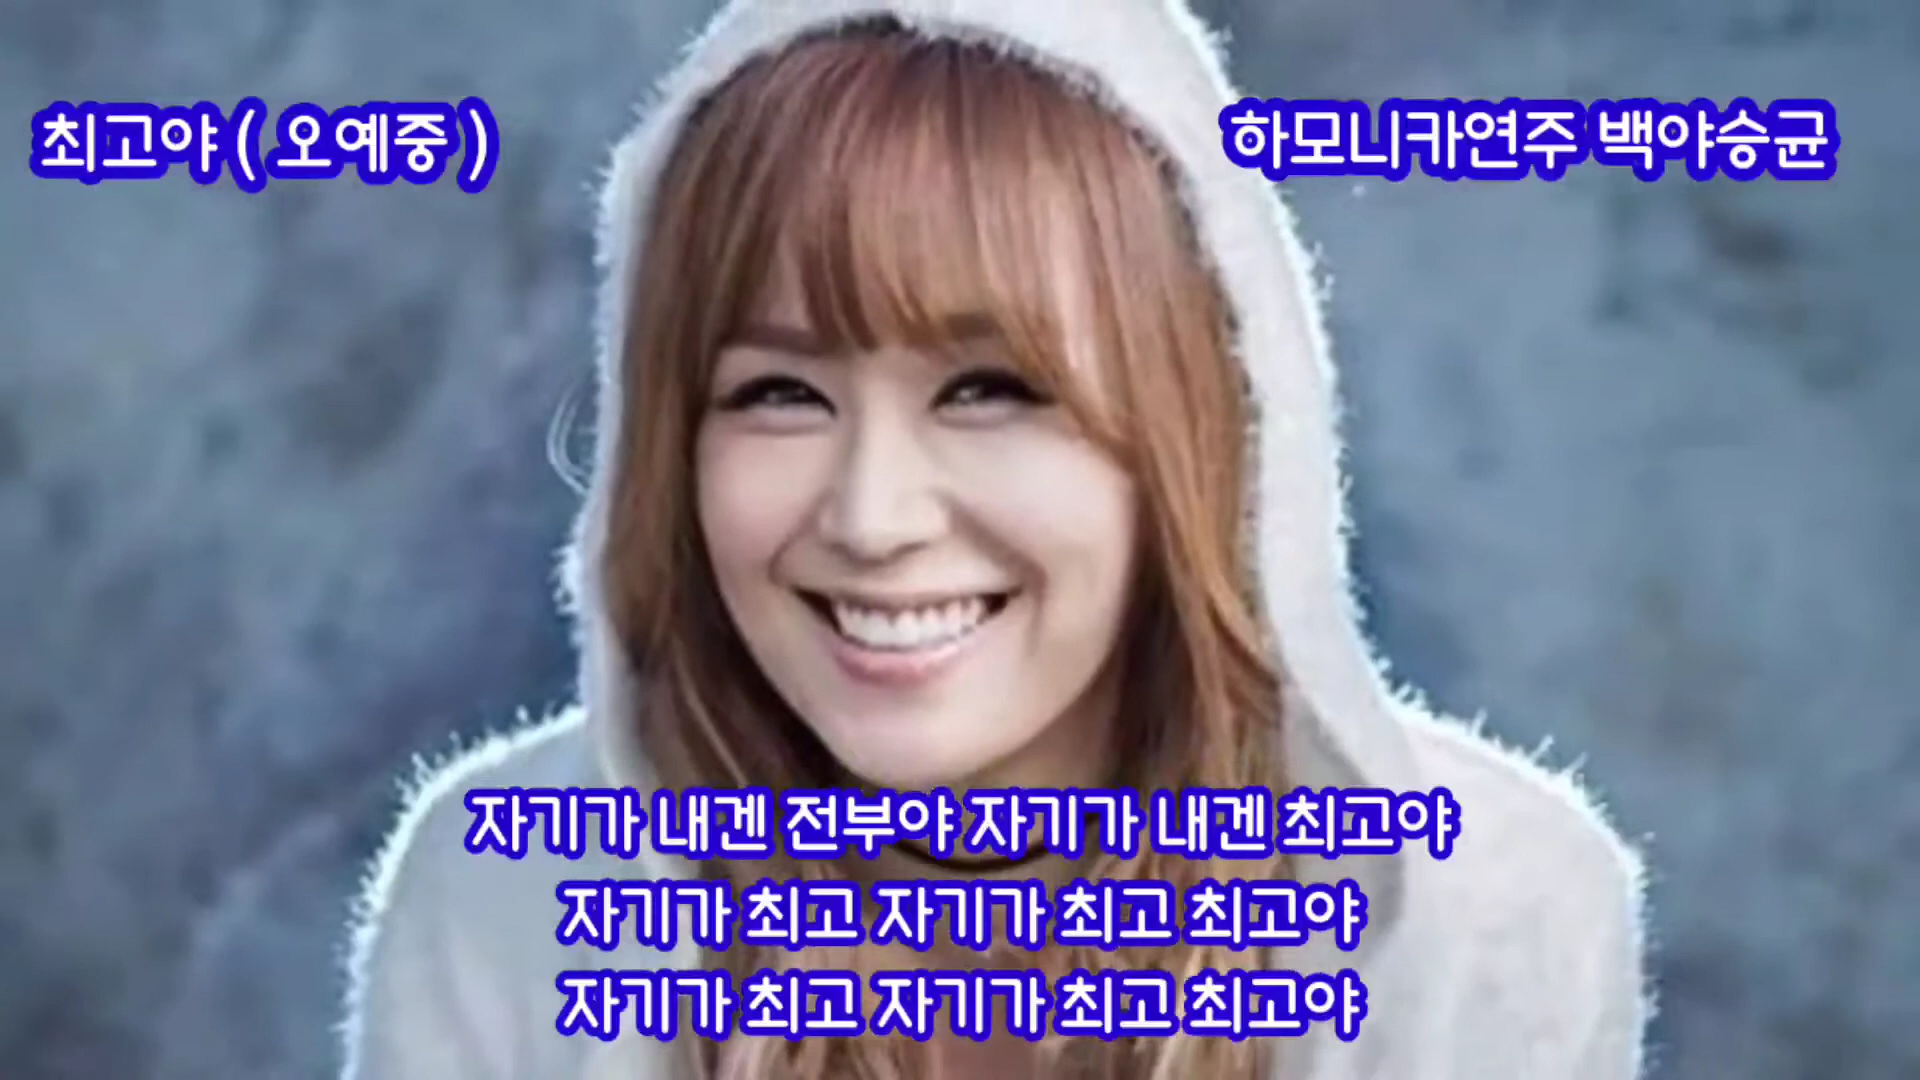 최고야 ( 오예중 )
하모니카연주 백야승균
자기가 내겐 전부야 자기가 내겐 최고야
자기가 최고 자기가 최고 최고야
자기가 최고 자기가 최고 최고야